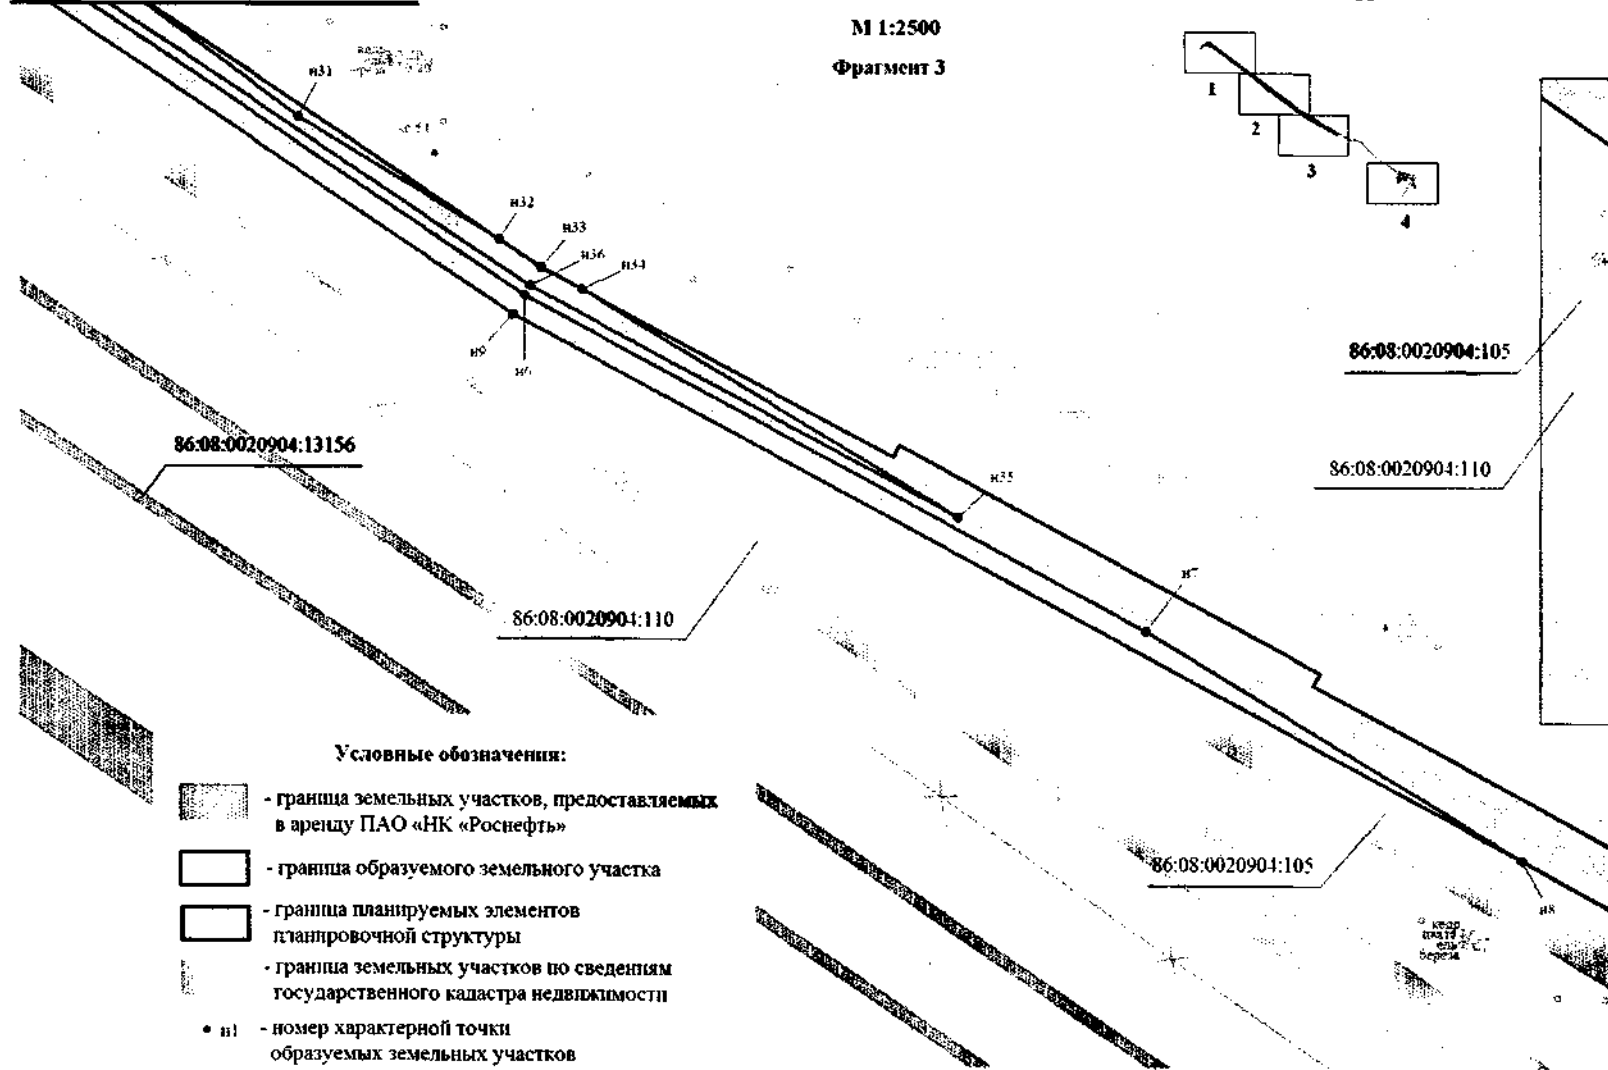 М 1:2500
Фрагмент 3
1
2
3
4
н31
н32
н33
н36
н34
н9
н6
86:08:0020904:105
86:08:0020904:13156
86:08:0020904:110
н35
н7
86:08:0020904:110
86:08:0020904:105
н8
кедр
ель
береза
Условные обозначения:
- граница земельных участков, предоставляемых
в аренду ПАО «НК «Роснефть»
- граница образуемого земельного участка
- граница планируемых элементов
планировочной структуры
- граница земельных участков по сведениям
государственного кадастра недвижимости
• н1 - номер характерной точки
образуемых земельных участков